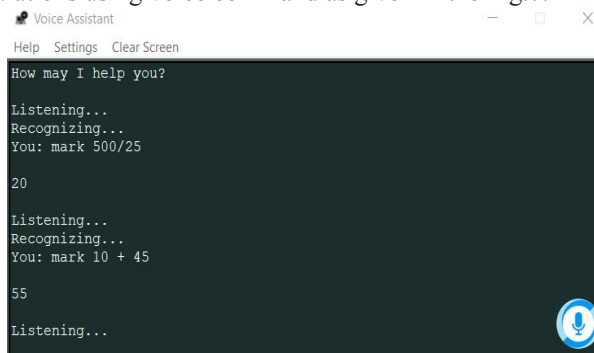 Voice Assistant
Help Settings Clear Screen
How may I help you?
Listening...
Recognizing...
You: mark 500/25
20
Listening...
Recognizing...
You: mark 10 + 45
55
Listening...